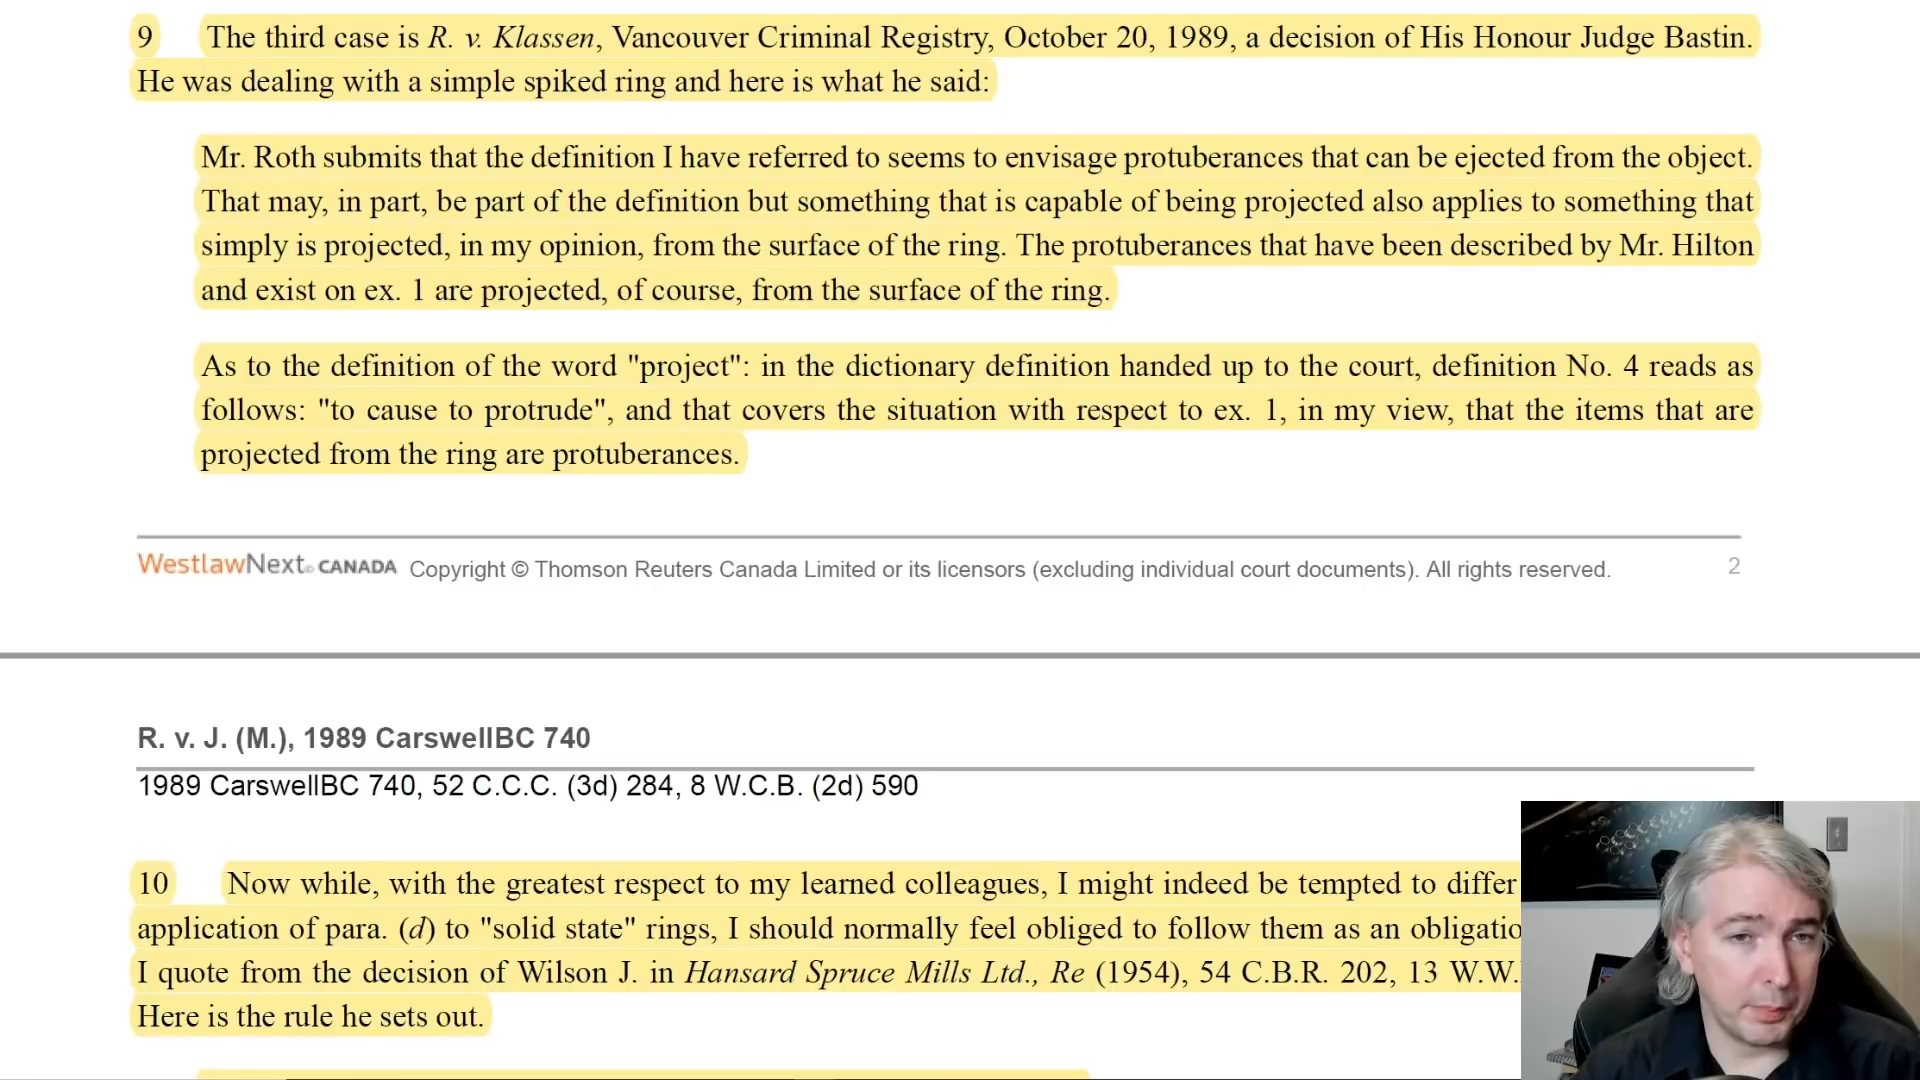 9 The third case is R. v. Klassen, Vancouver Criminal Registry, October 20, 1989, a decision of His Honour Judge Bastin.
He was dealing with a simple spiked ring and here is what he said:
Mr. Roth submits that the definition I have referred to seems to envisage protuberances that can be ejected from the object.
That may, in part, be part of the definition but something that is capable of being projected also applies to something that
simply is projected, in my opinion, from the surface of the ring. The protuberances that have been described by Mr. Hilton
and exist on ex. 1 are projected, of course, from the surface of the ring.
As to the definition of the word "project": in the dictionary definition handed up to the court, definition No. 4 reads as
follows: "to cause to protrude", and that covers the situation with respect to ex. 1, in my view, that the items that are
projected from the ring are protuberances.
WestlawNext® CANADA Copyright © Thomson Reuters Canada Limited or its licensors (excluding individual court documents). All rights reserved. 2
R. v. J. (M.), 1989 CarswellBC 740
1989 CarswellBC 740, 52 C.C.C. (3d) 284, 8 W.C.B. (2d) 590
10 Now while, with the greatest respect to my learned colleagues, I might indeed be tempted to differ
application of para. (d) to "solid state" rings, I should normally feel obliged to follow them as an obligatio
I quote from the decision of Wilson J. in Hansard Spruce Mills Ltd., Re (1954), 54 C.B.R. 202, 13 W.W.
Here is the rule he sets out.